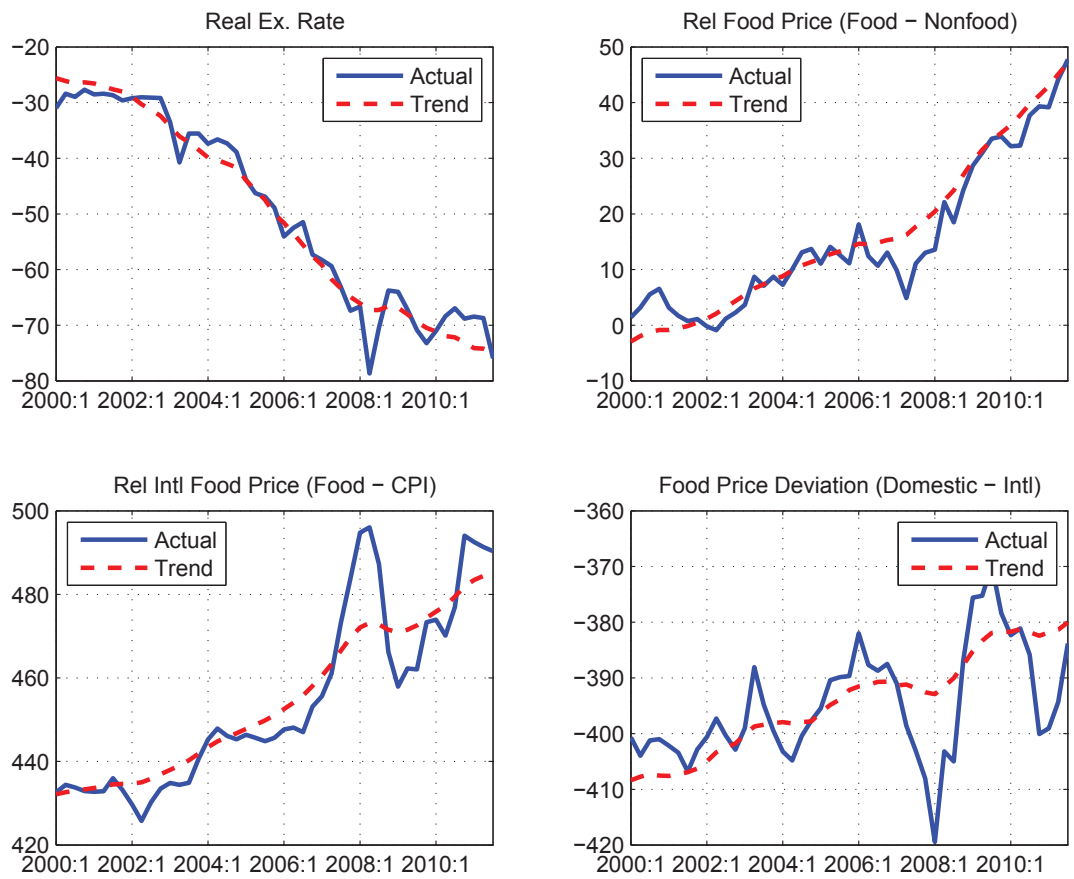 Real Ex. Rate
−20
−30
−40
−50
−60
−70
−80
2000:1 2002:1 2004:1 2006:1 2008:1 2010:1
Actual
Trend
Rel Food Price (Food − Nonfood)
50
40
30
20
10
0
−10
2000:1 2002:1 2004:1 2006:1 2008:1 2010:1
Actual
Trend
Rel Intl Food Price (Food − CPI)
500
480
460
440
420
2000:1 2002:1 2004:1 2006:1 2008:1 2010:1
Actual
Trend
Food Price Deviation (Domestic − Intl)
−360
−370
−380
−390
−400
−410
−420
2000:1 2002:1 2004:1 2006:1 2008:1 2010:1
Actual
Trend